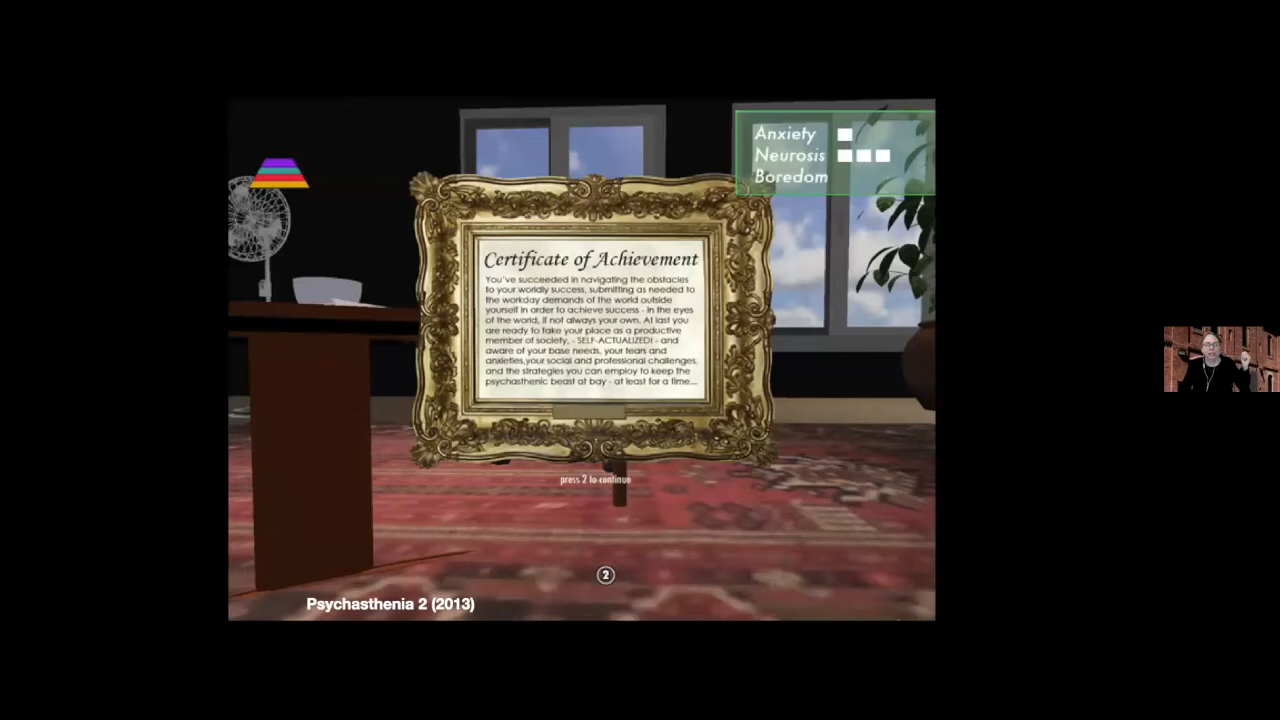 Anxiety
Neurosis
Boredom
Certificate of Achievement
You've succeeded in navigating the obstacles
to your worldly success, submitting as needed to
the workday demands of the world outside
yourself in order to achieve success - in the eyes
of the world, if not always your own. At last you
are ready to take your place as a productive
member of society, - SELF-ACTUALIZED! - and
aware of your base needs, your fears and
anxieties,your social and professional challenges,
and the strategies you can employ to keep the
psychasthenic beast at bay - at least for a time...
press 2 to continue
2
Psychasthenia 2 (2013)